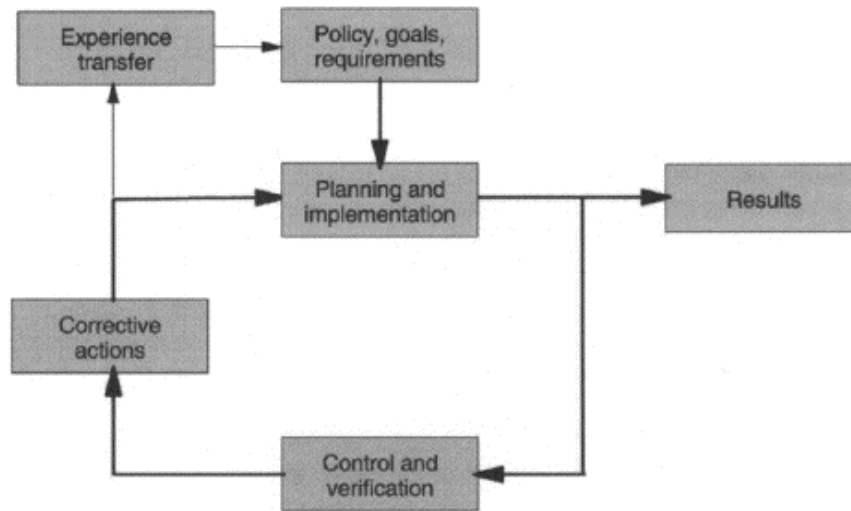 Experience
transfer
Policy, goals,
requirements
Planning and
implementation
Results
Corrective
actions
Control and
verification